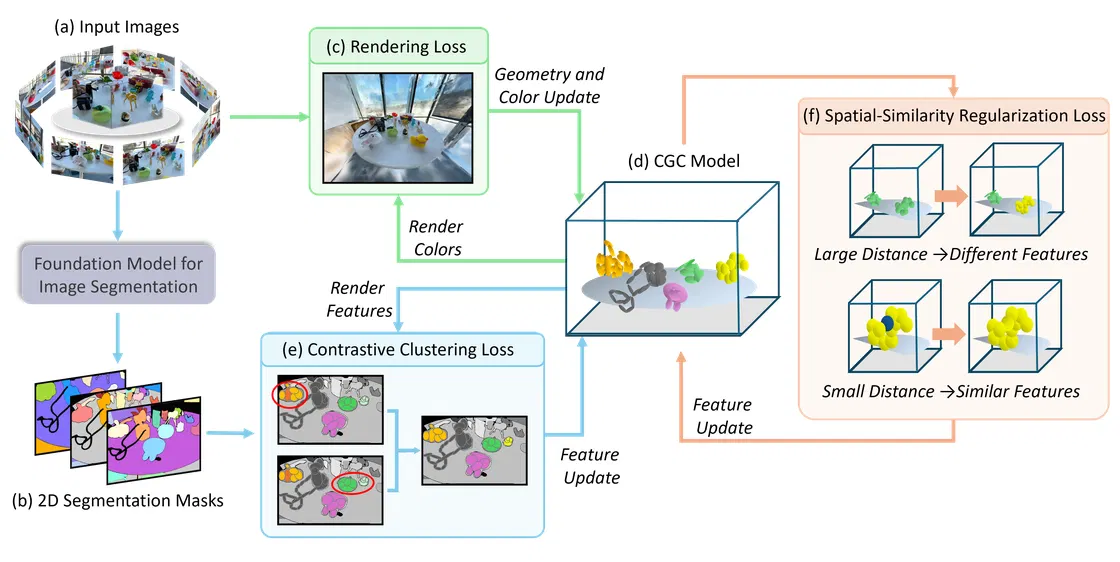 (a) Input Images
(c) Rendering Loss
Geometry and
Color Update
(d) CGC Model
(f) Spatial-Similarity Regularization Loss
Large Distance →Different Features
Small Distance →Similar Features
Render
Colors
Foundation Model for
Image Segmentation
Render
Features
(e) Contrastive Clustering Loss
Feature
Update
Feature
Update
(b) 2D Segmentation Masks